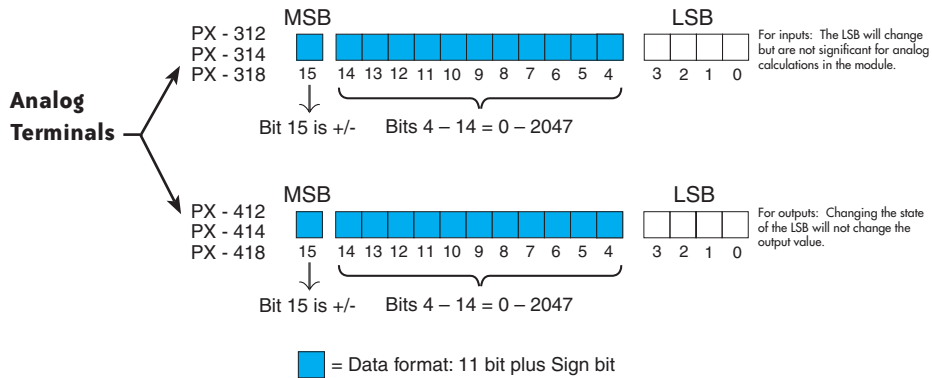 MSB
LSB
PX - 312
PX - 314
PX - 318
15
14 13 12 11 10 9 8 7 6 5 4
3 2 1 0
For inputs: The LSB will change
but are not significant for analog
calculations in the module.
Bit 15 is +/-
Bits 4 – 14 = 0 – 2047
Analog
Terminals
MSB
LSB
PX - 412
PX - 414
PX - 418
15
14 13 12 11 10 9 8 7 6 5 4
3 2 1 0
For outputs: Changing the state
of the LSB will not change the
output value.
Bit 15 is +/-
Bits 4 – 14 = 0 – 2047
= Data format: 11 bit plus Sign bit